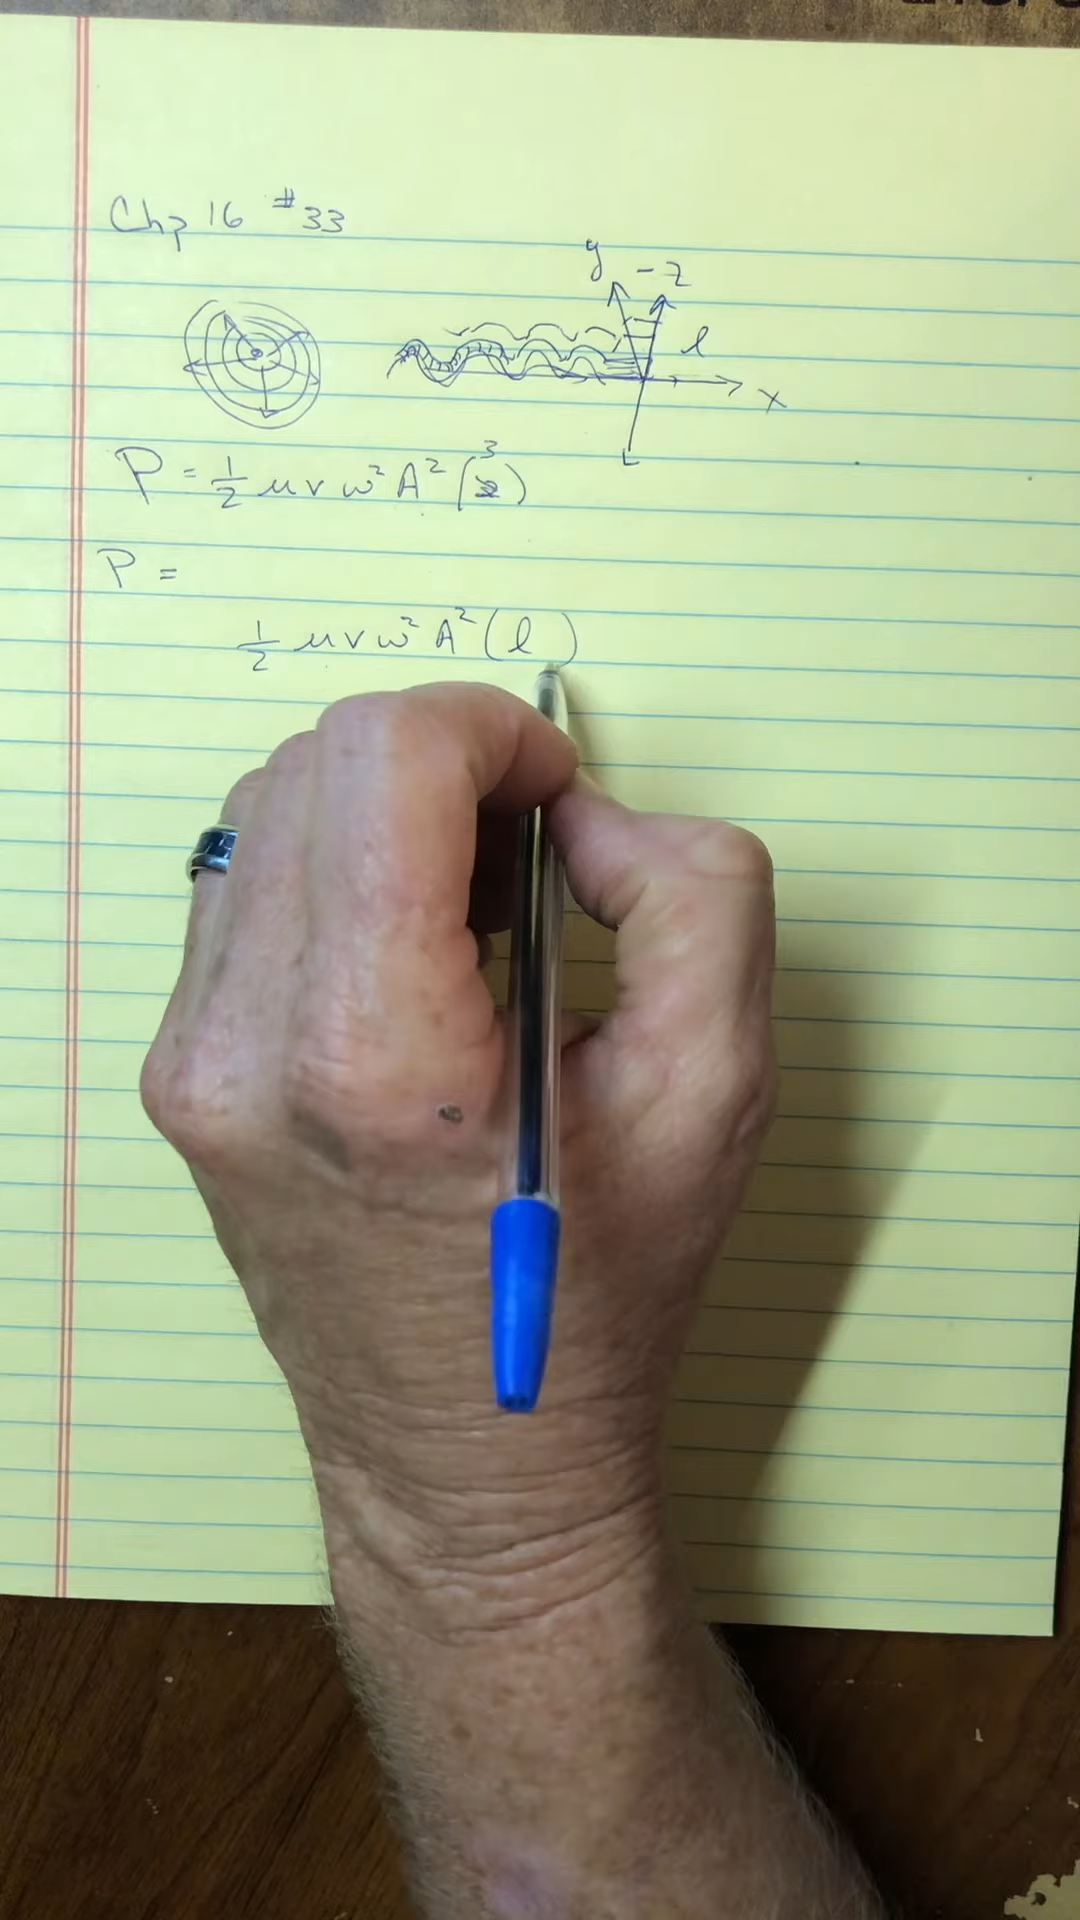 Chp 16 #33
y -z
l
x
P = 1/2 μ v ω² A² (3)
P =
1/2 μ v ω² A² (l )